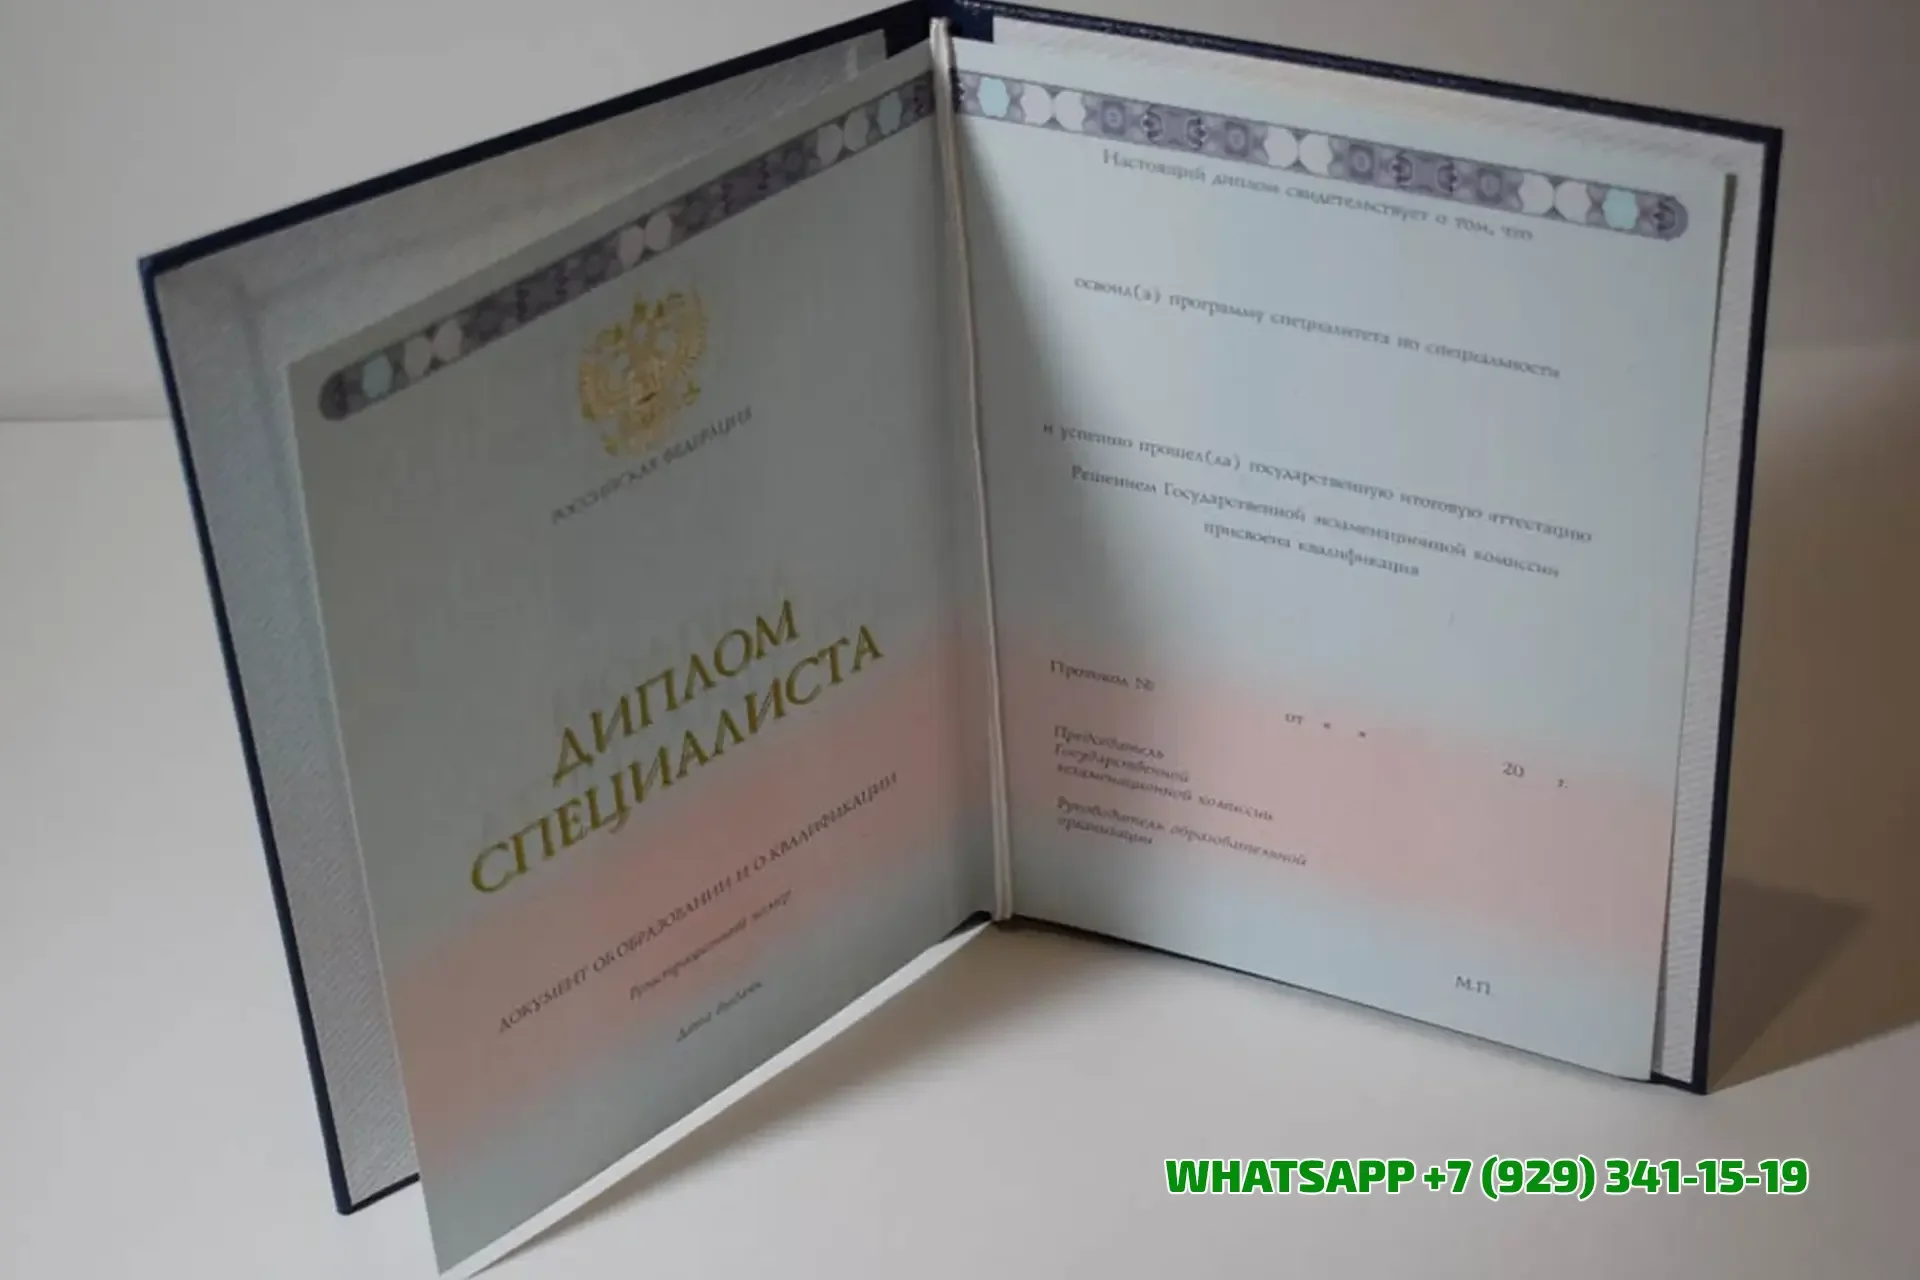 РОССИЙСКАЯ ФЕДЕРАЦИЯ
ДИПЛОМ
СПЕЦИАЛИСТА
ДОКУМЕНТ ОБ ОБРАЗОВАНИИ И О КВАЛИФИКАЦИИ
Регистрационный номер
Дата выдачи
Настоящий диплом свидетельствует о том, что
освоил(а) программу специалитета по специальности
и успешно прошел(ла) государственную итоговую аттестацию
Решением Государственной экзаменационной комиссии
присвоена квалификация
Протокол №
от « »
20 г.
Председатель
Государственной
экзаменационной комиссии
Руководитель образовательной
организации
М.П.
WHATSAPP +7 (929) 341-15-19